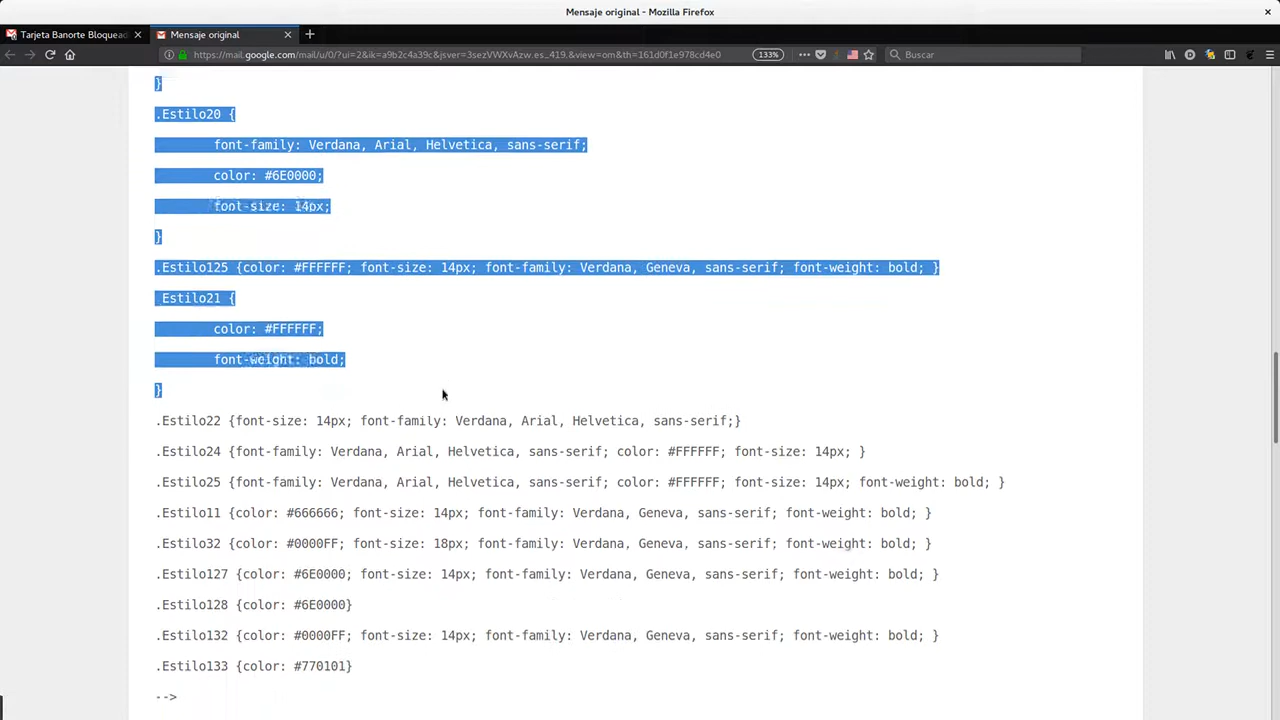 Mensaje original - Mozilla Firefox
Tarjeta Banorte Bloquead
Mensaje original
https://mail.google.com/mail/u/0/?ui=2&ik=a9b2c4a39c&jsver=3sezVWXvAzw.es_419.&view=om&th=161d0f1e978cd4e0
133%
Buscar
}
.Estilo20 {
font-family: Verdana, Arial, Helvetica, sans-serif;
color: #6E0000;
font-size: 14px;
}
.Estilo125 {color: #FFFFFF; font-size: 14px; font-family: Verdana, Geneva, sans-serif; font-weight: bold; }
Estilo21 {
color: #FFFFFF;
font-weight: bold;
}
.Estilo22 {font-size: 14px; font-family: Verdana, Arial, Helvetica, sans-serif;}
.Estilo24 {font-family: Verdana, Arial, Helvetica, sans-serif; color: #FFFFFF; font-size: 14px; }
.Estilo25 {font-family: Verdana, Arial, Helvetica, sans-serif; color: #FFFFFF; font-size: 14px; font-weight: bold; }
.Estilo11 {color: #666666; font-size: 14px; font-family: Verdana, Geneva, sans-serif; font-weight: bold; }
.Estilo32 {color: #0000FF; font-size: 18px; font-family: Verdana, Geneva, sans-serif; font-weight: bold; }
.Estilo127 {color: #6E0000; font-size: 14px; font-family: Verdana, Geneva, sans-serif; font-weight: bold; }
.Estilo128 {color: #6E0000}
.Estilo132 {color: #0000FF; font-size: 14px; font-family: Verdana, Geneva, sans-serif; font-weight: bold; }
.Estilo133 {color: #770101}
-->